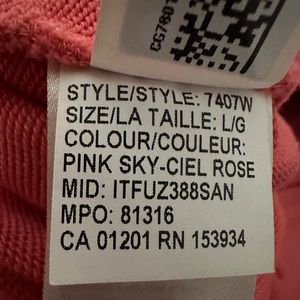 STYLE/STYLE: 7407W
SIZE/LA TAILLE: L/G
COLOUR/COULEUR:
PINK SKY-CIEL ROSE
MID: ITFUZ388SAN
MPO: 81316
CA 01201 RN 153934